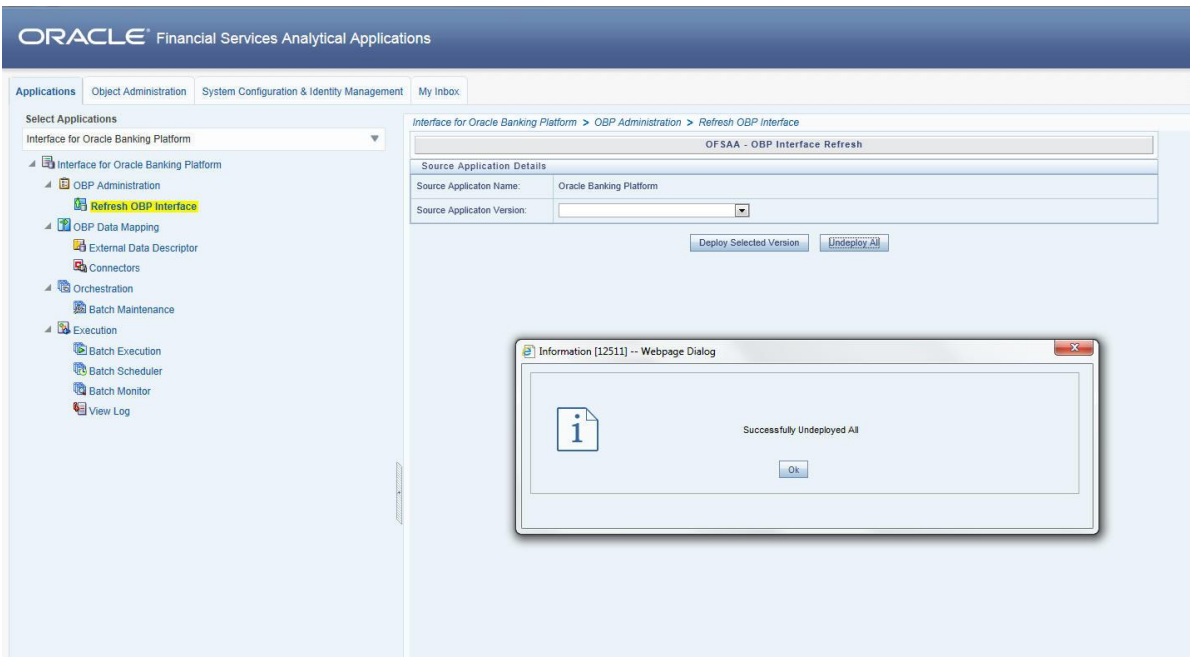 ORACLE® Financial Services Analytical Applications
Applications Object Administration System Configuration & Identity Management My Inbox
Select Applications
Interface for Oracle Banking Platform
Interface for Oracle Banking Platform
OBP Administration
Refresh OBP Interface
OBP Data Mapping
External Data Descriptor
Connectors
Orchestration
Batch Maintenance
Execution
Batch Execution
Batch Scheduler
Batch Monitor
View Log
Interface for Oracle Banking Platform > OBP Administration > Refresh OBP Interface
OFSAA - OBP Interface Refresh
Source Application Details
Source Applicaton Name: Oracle Banking Platform
Source Applicaton Version:
Deploy Selected Version Undeploy All
Information [12511] -- Webpage Dialog
Successfully Undeployed All
Ok